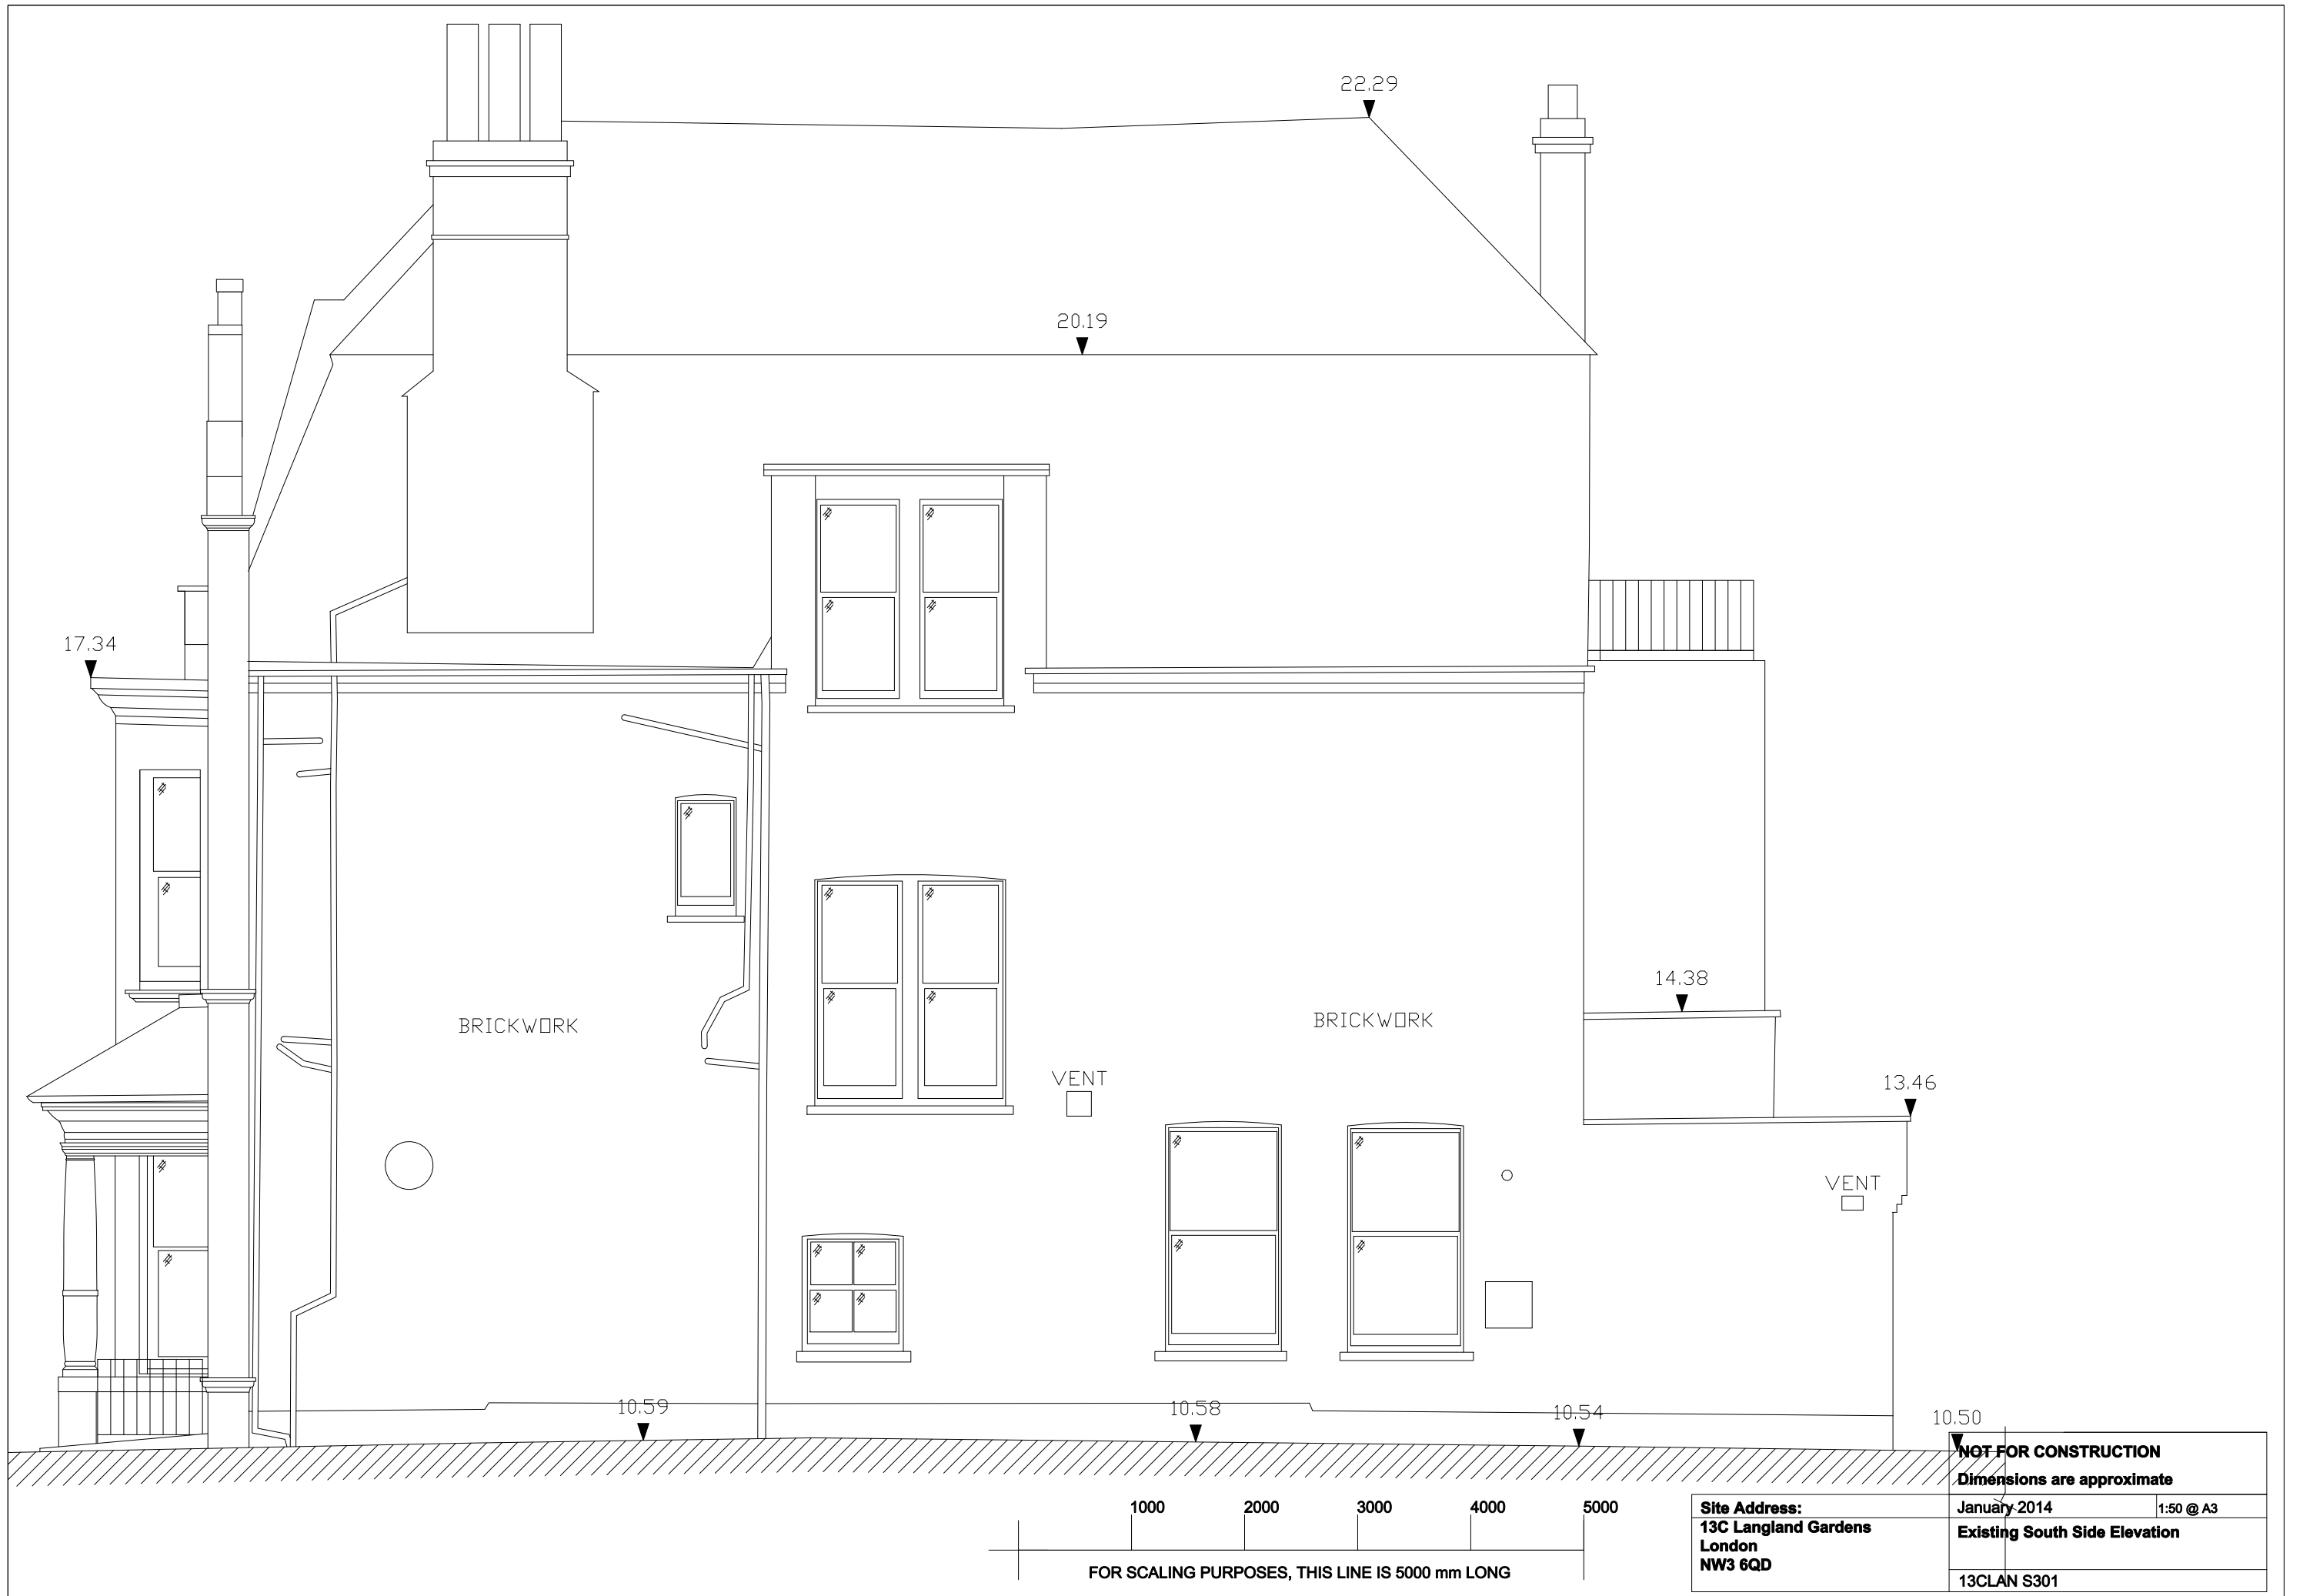 22.29
20.19
17.34
14.38
BRICKWORK
BRICKWORK
VENT
13.46
VENT
10.59
10.58
10.54
10.50
NOT FOR CONSTRUCTION
Dimensions are approximate
1000 2000 3000 4000 5000
FOR SCALING PURPOSES, THIS LINE IS 5000 mm LONG
Site Address:
13C Langland Gardens
London
NW3 6QD
January 2014
1:50 @ A3
Existing South Side Elevation
13CLAN S301